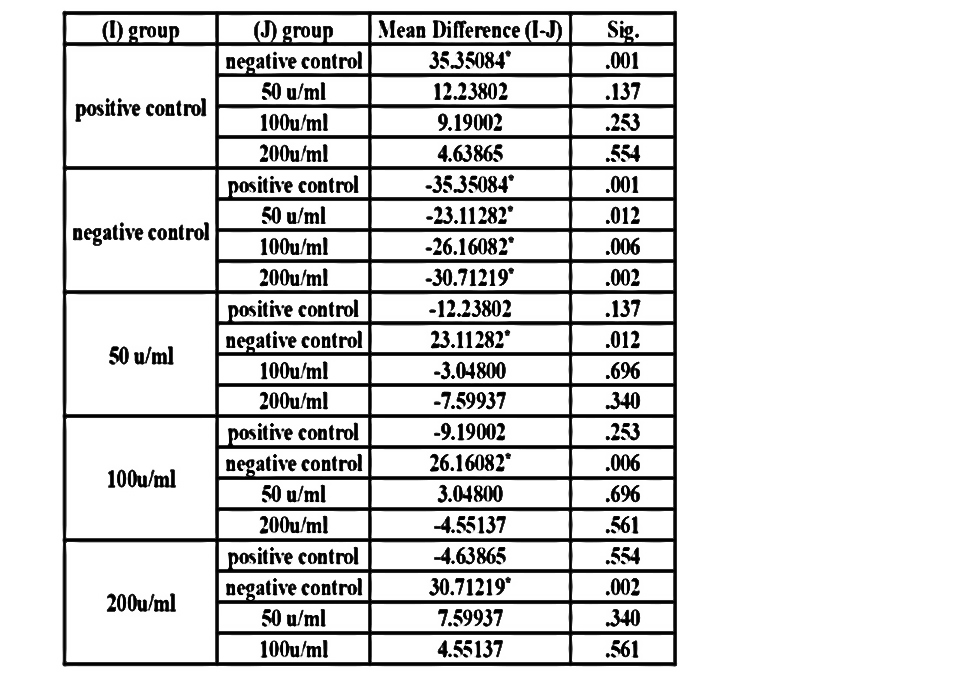 (I) group (J) group Mean Difference (I-J) Sig.
positive control negative control 35.35084* .001
50 u/ml 12.23802 .137
100u/ml 9.19002 .253
200u/ml 4.63865 .554
negative control positive control -35.35084* .001
50 u/ml -23.11282* .012
100u/ml -26.16082* .006
200u/ml -30.71219* .002
50 u/ml positive control -12.23802 .137
negative control 23.11282* .012
100u/ml -3.04800 .696
200u/ml -7.59937 .340
100u/ml positive control -9.19002 .253
negative control 26.16082* .006
50 u/ml 3.04800 .696
200u/ml -4.55137 .561
200u/ml positive control -4.63865 .554
negative control 30.71219* .002
50 u/ml 7.59937 .340
100u/ml 4.55137 .561